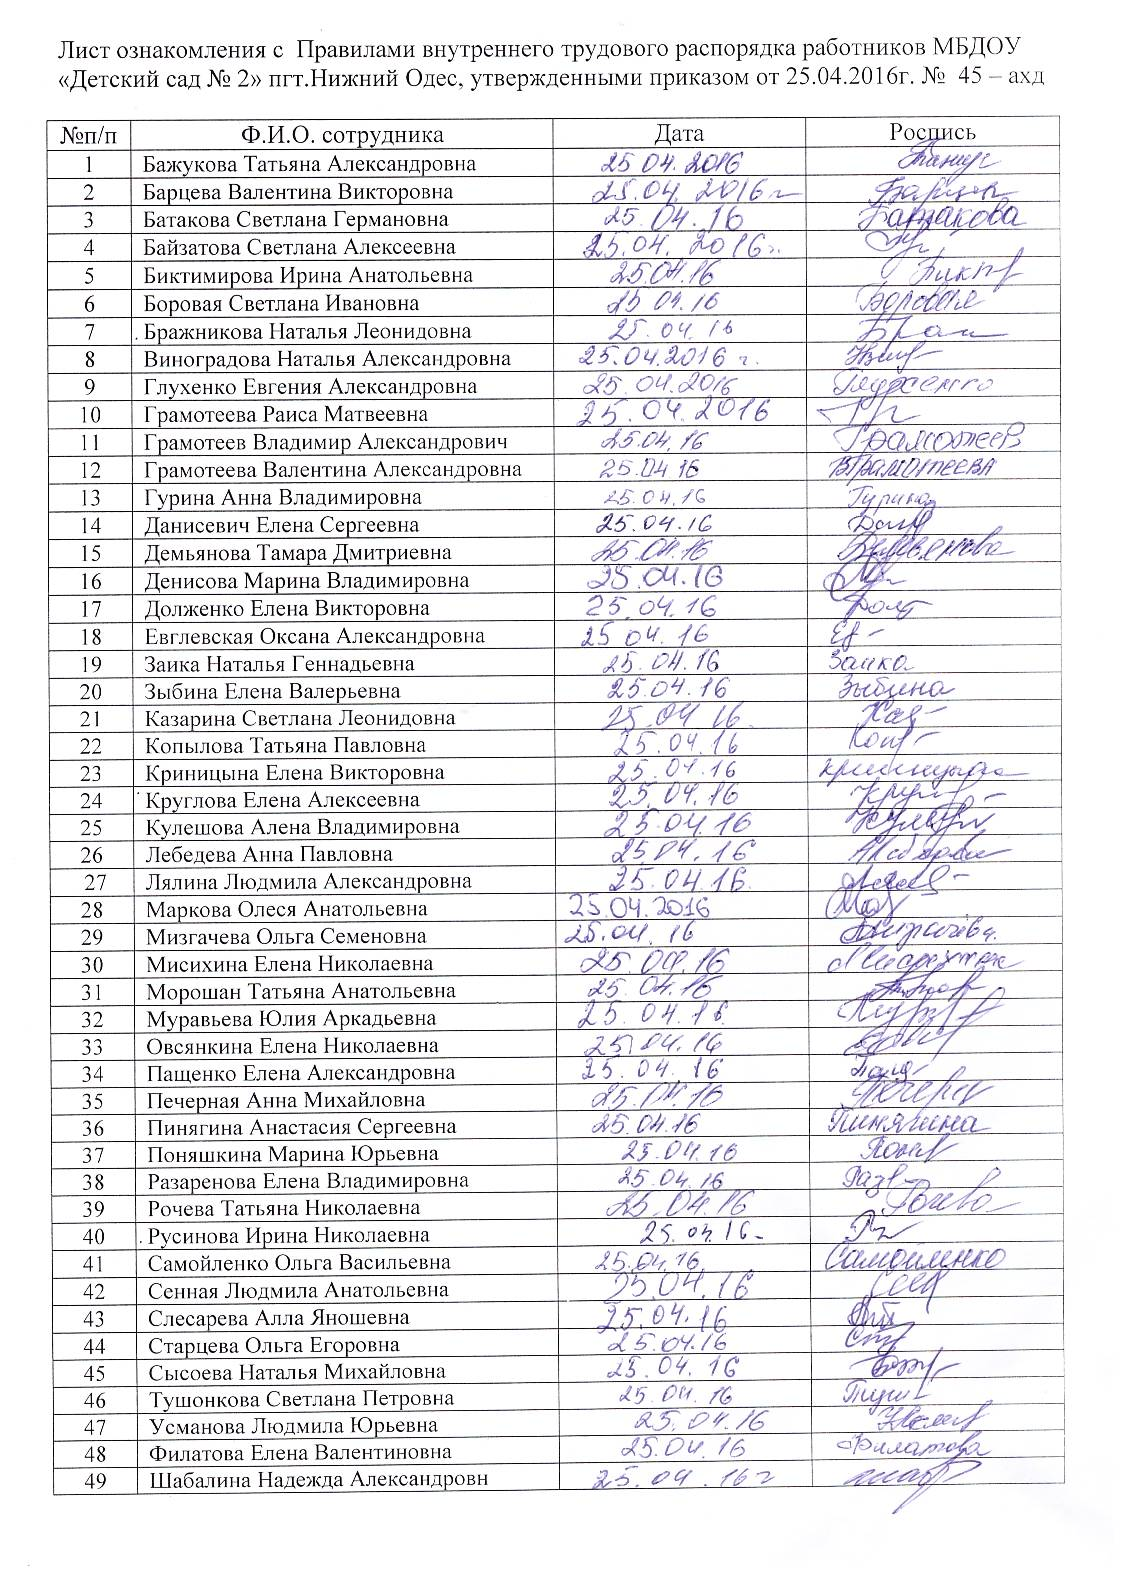 Лист ознакомления с Правилами внутреннего трудового распорядка работников МБДОУ
«Детский сад № 2» пгт.Нижний Одес, утвержденными приказом от 25.04.2016г. № 45 – ахд
№п/п Ф.И.О. сотрудника Дата Роспись
1 Бажукова Татьяна Александровна 25 04. 2016
2 Барцева Валентина Викторовна 25.04. 2016 г
3 Батакова Светлана Германовна 25.04.16 Батакова
4 Байзатова Светлана Алексеевна 25.04. 2016г.
5 Биктимирова Ирина Анатольевна 25.04.16
6 Боровая Светлана Ивановна 25 04.16 Боровая
7 Бражникова Наталья Леонидовна 25.04.16
8 Виноградова Наталья Александровна 25.04.2016 г.
9 Глухенко Евгения Александровна 25.04.2016 Глухенко
10 Грамотеева Раиса Матвеевна 25.04.2016
11 Грамотеев Владимир Александрович 25.04.16 Грамотеев
12 Грамотеева Валентина Александровна 25.04 16 ВГрамотеева
13 Гурина Анна Владимировна 25.04.16 Гурина
14 Данисевич Елена Сергеевна 25.04.16
15 Демьянова Тамара Дмитриевна 25.04.16
16 Денисова Марина Владимировна 25.04.16
17 Долженко Елена Викторовна 25.04.16
18 Евглевская Оксана Александровна 25 04.16
19 Заика Наталья Геннадьевна 25.04.16 Заика
20 Зыбина Елена Валерьевна 25.04.16 Зыбина
21 Казарина Светлана Леонидовна 25.04 16.
22 Копылова Татьяна Павловна 25.04.16
23 Криницына Елена Викторовна 25.04.16 Криницына
24 Круглова Елена Алексеевна 25.04.16
25 Кулешова Алена Владимировна 25.04.16
26 Лебедева Анна Павловна 25.04.16
27 Лялина Людмила Александровна 25.04.16.
28 Маркова Олеся Анатольевна 25.04.2016
29 Мизгачева Ольга Семеновна 25.04. 16
30 Мисихина Елена Николаевна 25 04.16
31 Морошан Татьяна Анатольевна 25 04.16
32 Муравьева Юлия Аркадьевна 25.04.16.
33 Овсянкина Елена Николаевна 25 04.16
34 Пащенко Елена Александровна 25.04.16
35 Печерная Анна Михайловна 25.04.16
36 Пинягина Анастасия Сергеевна 25.04.16 Пинягина
37 Поняшкина Марина Юрьевна 25.04.16
38 Разаренова Елена Владимировна 25.04.16
39 Рочева Татьяна Николаевна 25.04.16
40 Русинова Ирина Николаевна 25.04.16-
41 Самойленко Ольга Васильевна 25.04.16. Самойленко
42 Сенная Людмила Анатольевна 25.04.16
43 Слесарева Алла Яношевна 25.04.16
44 Старцева Ольга Егоровна 25.04.16
45 Сысоева Наталья Михайловна 25.04.16
46 Тушонкова Светлана Петровна 25.04.16
47 Усманова Людмила Юрьевна 25.04.16
48 Филатова Елена Валентиновна 25.04.16 Филатова
49 Шабалина Надежда Александровн 25.04.16 г